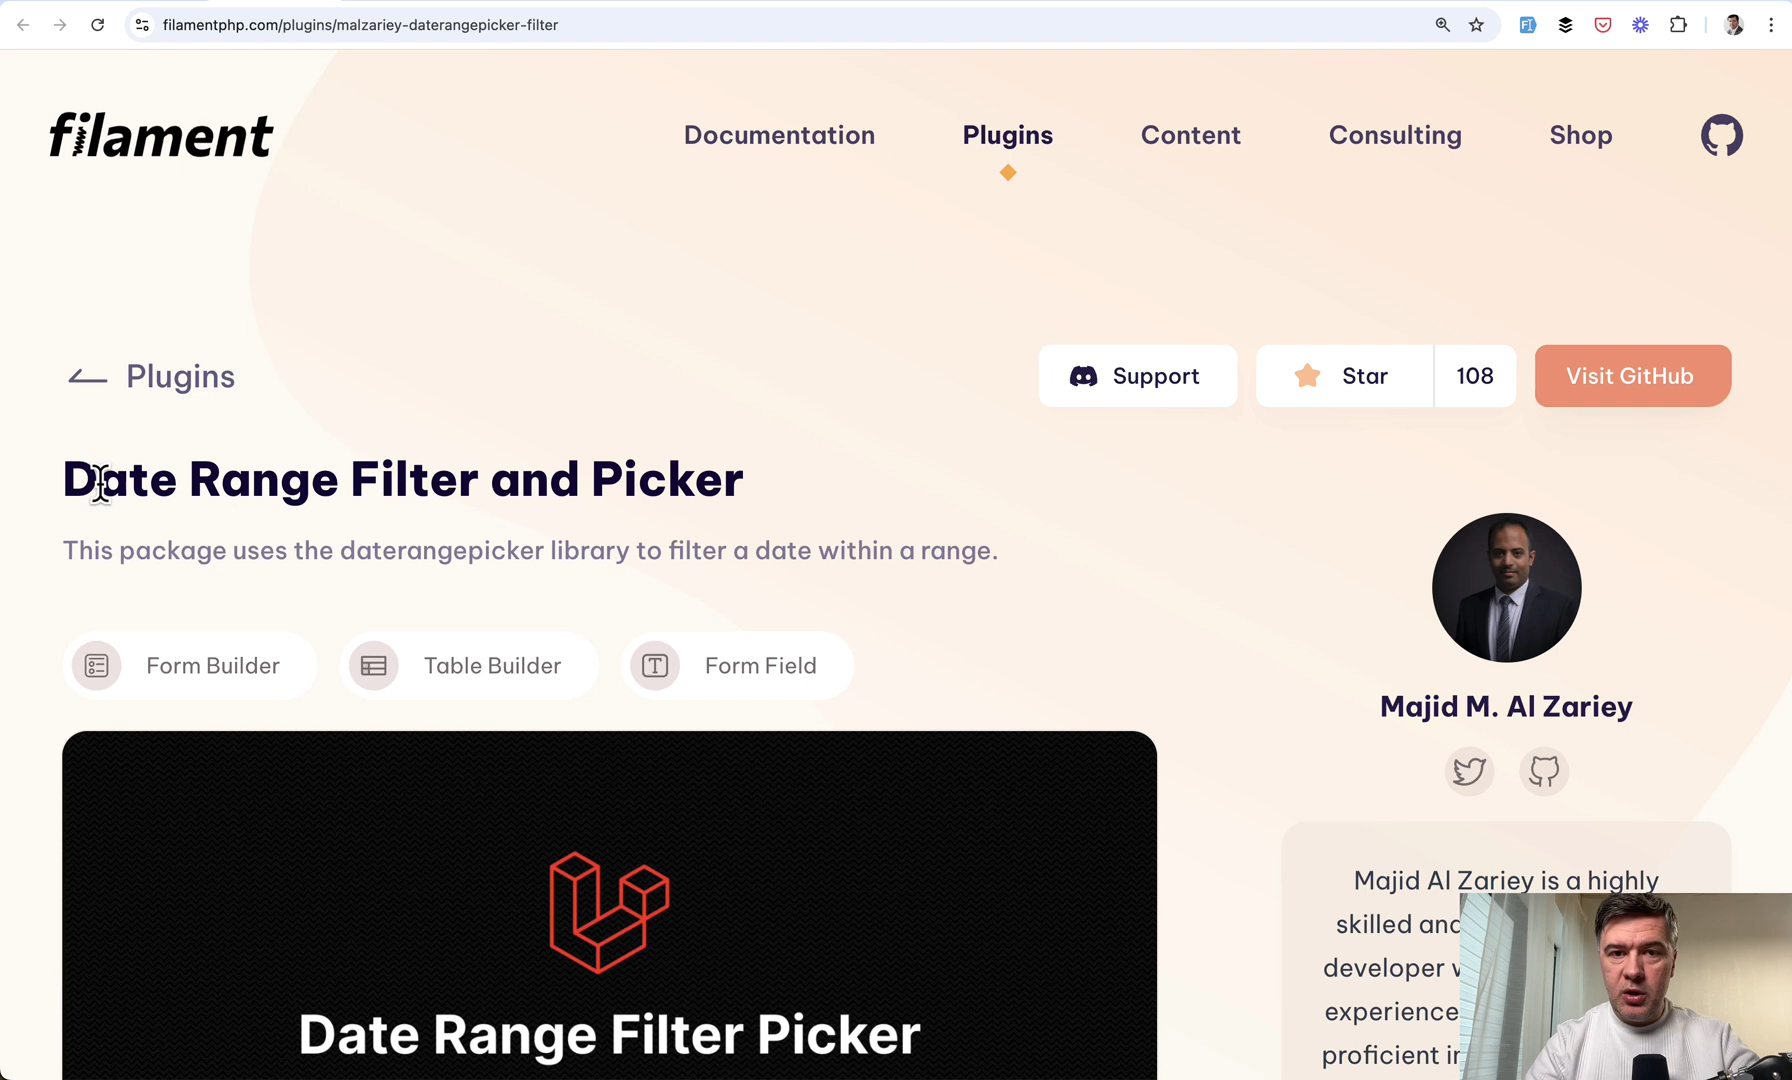 filamentphp.com/plugins/malzariey-daterangepicker-filter
filament
Documentation
Plugins
Content
Consulting
Shop
Plugins
Support
Star
108
Visit GitHub
Date Range Filter and Picker
This package uses the daterangepicker library to filter a date within a range.
Form Builder
Table Builder
Form Field
Date Range Filter Picker
Majid M. Al Zariey
Majid Al Zariey is a highly
skilled and
developer
experience
proficient